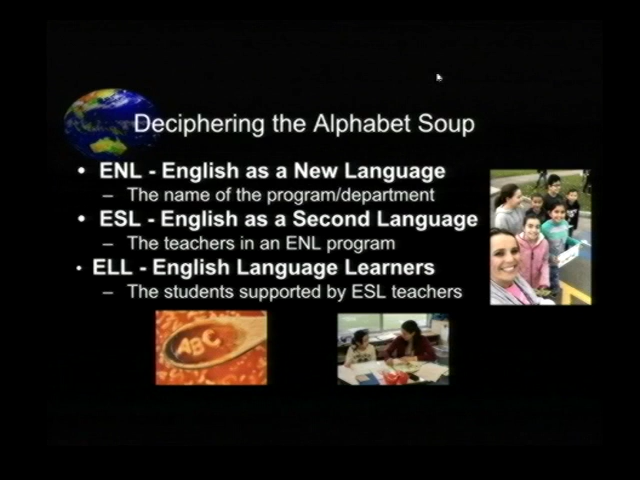 Deciphering the Alphabet Soup
• ENL - English as a New Language
– The name of the program/department
• ESL - English as a Second Language
– The teachers in an ENL program
• ELL - English Language Learners
– The students supported by ESL teachers
ABC